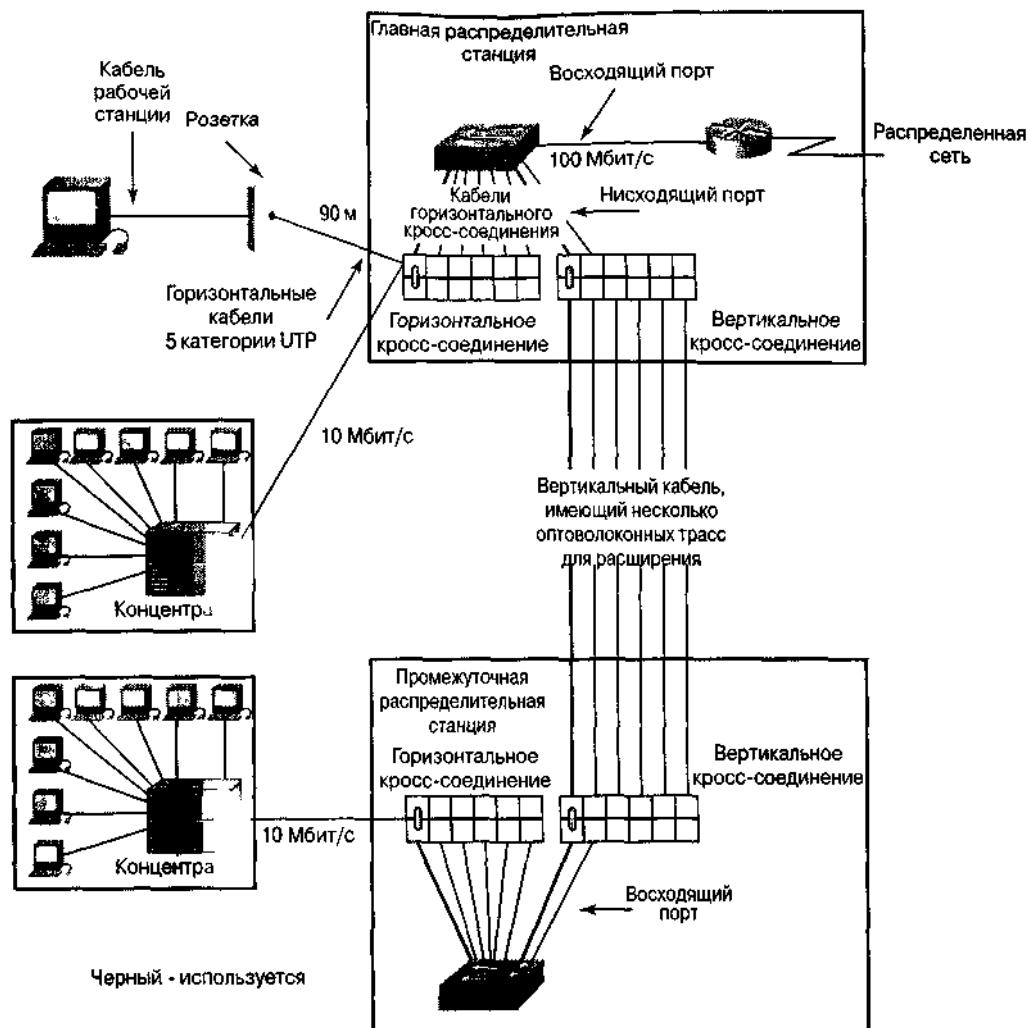 Главная распределительная
станция
Восходящий порт
Кабель
рабочей
станции
Розетка
Распределенная
сеть
100 Мбит/с
Кабели
горизонтального
кросс-соединения
Нисходящий порт
90 м
Горизонтальные
кабели
5 категории UTP
Горизонтальное
кросс-соединение
Вертикальное
кросс-соединение
10 Мбит/с
Вертикальный кабель,
имеющий несколько
оптоволоконных трасс
для расширения
Концентра
Промежуточная
распределительная
станция
Горизонтальное
кросс-соединение
Вертикальное
кросс-соединение
10 Мбит/с
Концентра
Восходящий
порт
Черный - используется